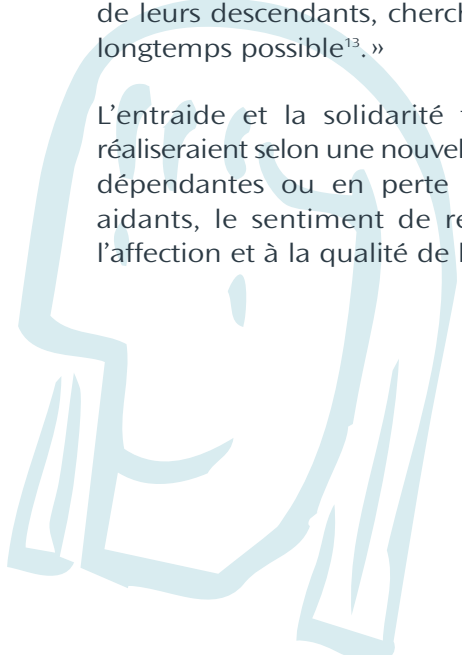 de leurs descendants, cherch
longtemps possible¹³. »
L’entraide et la solidarité
réaliseraient selon une nouvel
dépendantes ou en perte
aidants, le sentiment de re
l’affection et à la qualité de l